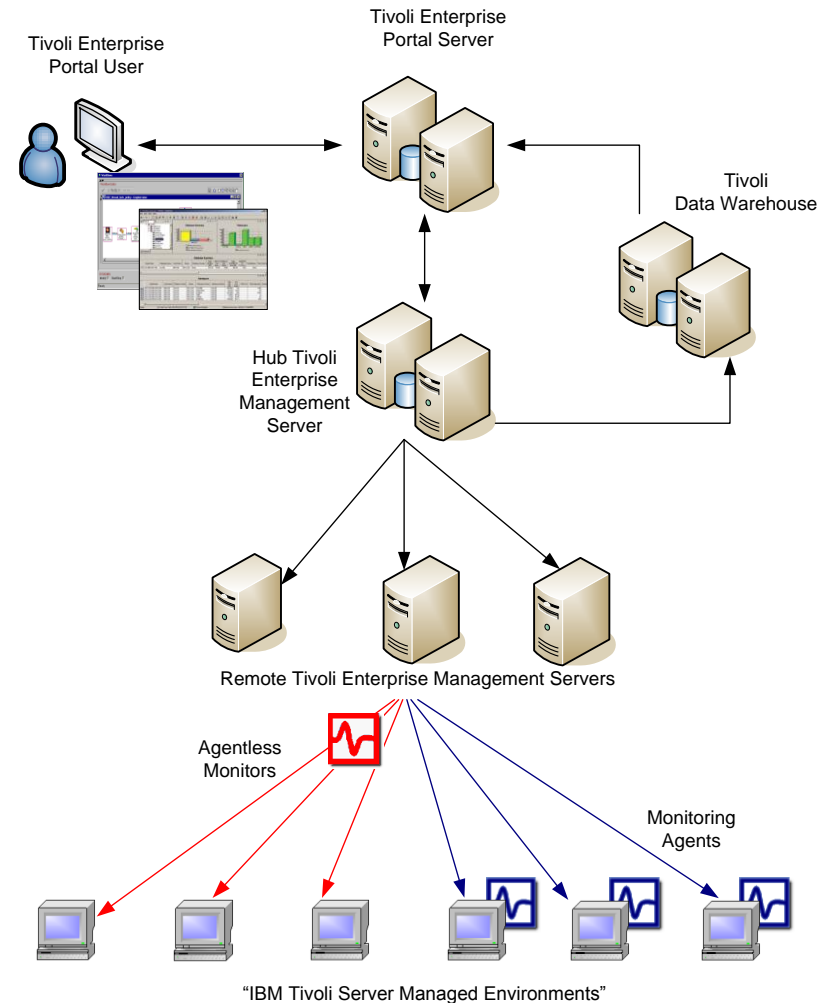 Tivoli Enterprise
Portal Server
Tivoli Enterprise
Portal User
Tivoli
Data Warehouse
Hub Tivoli
Enterprise
Management
Server
Remote Tivoli Enterprise Management Servers
Agentless
Monitors
Monitoring
Agents
“IBM Tivoli Server Managed Environments”